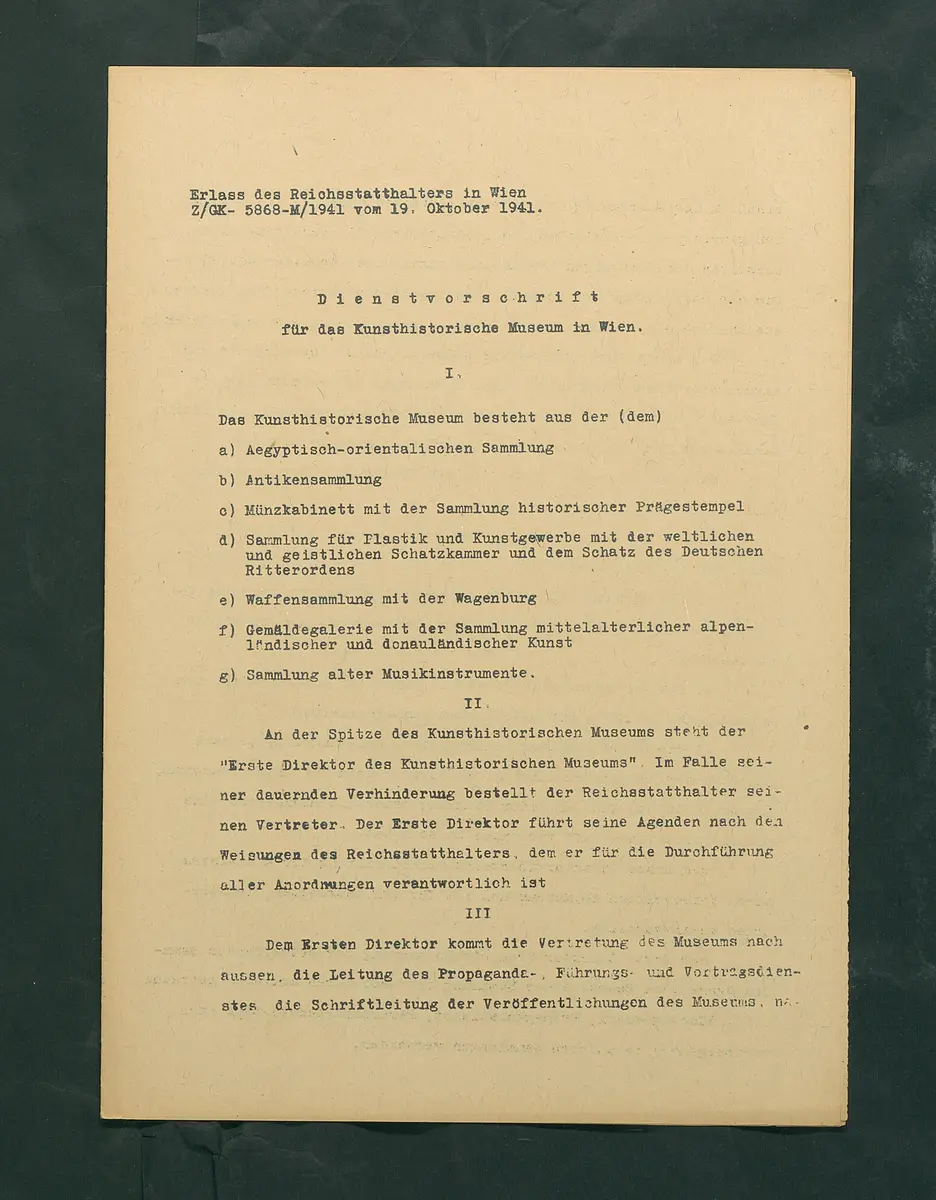 Erlass des Reichsstatthalters in Wien
Z/GK- 5868-M/1941 vom 19. Oktober 1941.
Dienstvorschrift
für das Kunsthistorische Museum in Wien.
I.
Das Kunsthistorische Museum besteht aus der (dem)
a) Aegyptisch-orientalischen Sammlung
b) Antikensammlung
c) Münzkabinett mit der Sammlung historischer Prägestempel
d) Sammlung für Plastik und Kunstgewerbe mit der weltlichen
und geistlichen Schatzkammer und dem Schatz des Deutschen
Ritterordens
e) Waffensammlung mit der Wagenburg
f) Gemäldegalerie mit der Sammlung mittelalterlicher alpen-
ländischer und donauländischer Kunst
g) Sammlung alter Musikinstrumente.
II.
An der Spitze des Kunsthistorischen Museums steht der
"Erste Direktor des Kunsthistorischen Museums". Im Falle sei-
ner dauernden Verhinderung bestellt der Reichsstatthalter sei-
nen Vertreter. Der Erste Direktor führt seine Agenden nach den
Weisungen des Reichsstatthalters, dem er für die Durchführung
aller Anordnungen verantwortlich ist
III
Dem Ersten Direktor kommt die Vertretung des Museums nach
aussen, die Leitung des Propaganda-, Führungs- und Vortragsdien-
stes die Schriftleitung der Veröffentlichungen des Museums,